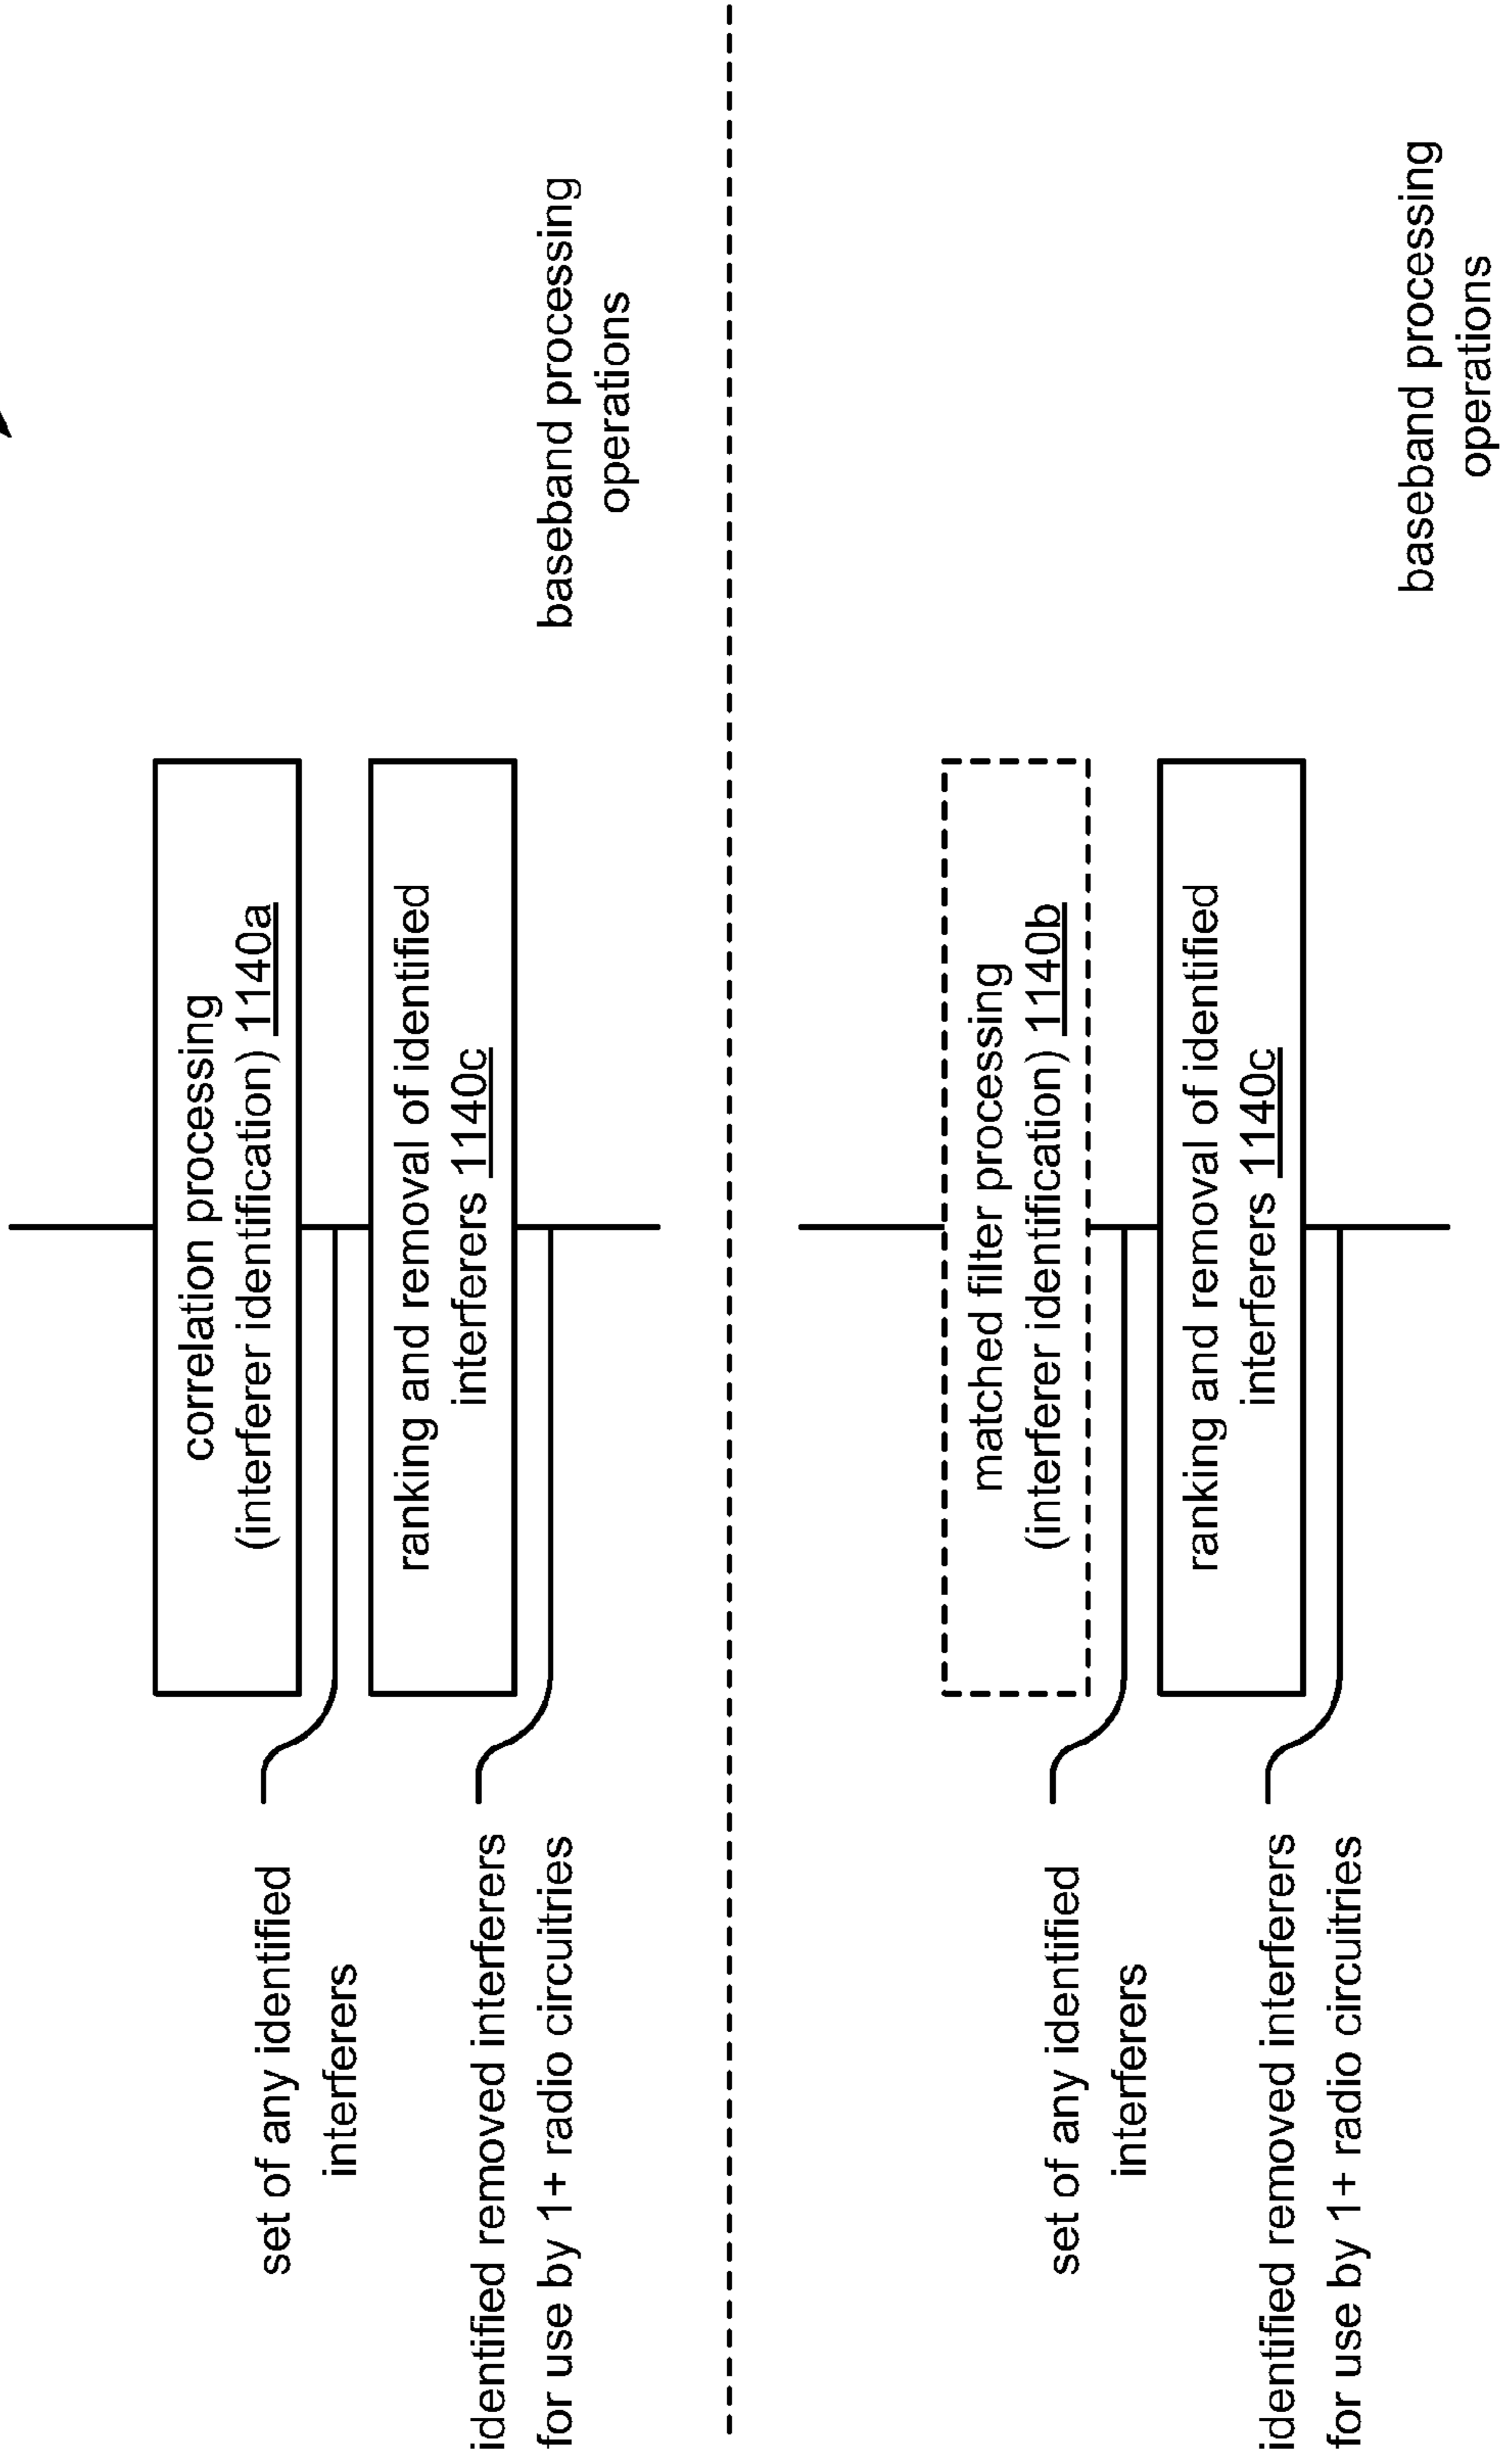 correlation processing
(interferer identification) 1140a
set of any identified
interferers
ranking and removal of identified
interferers 1140c
identified removed interferers
for use by 1+ radio circuitries
baseband processing
operations
matched filter processing
(interferer identification) 1140b
set of any identified
interferers
ranking and removal of identified
interferers 1140c
identified removed interferers
for use by 1+ radio circuitries
baseband processing
operations